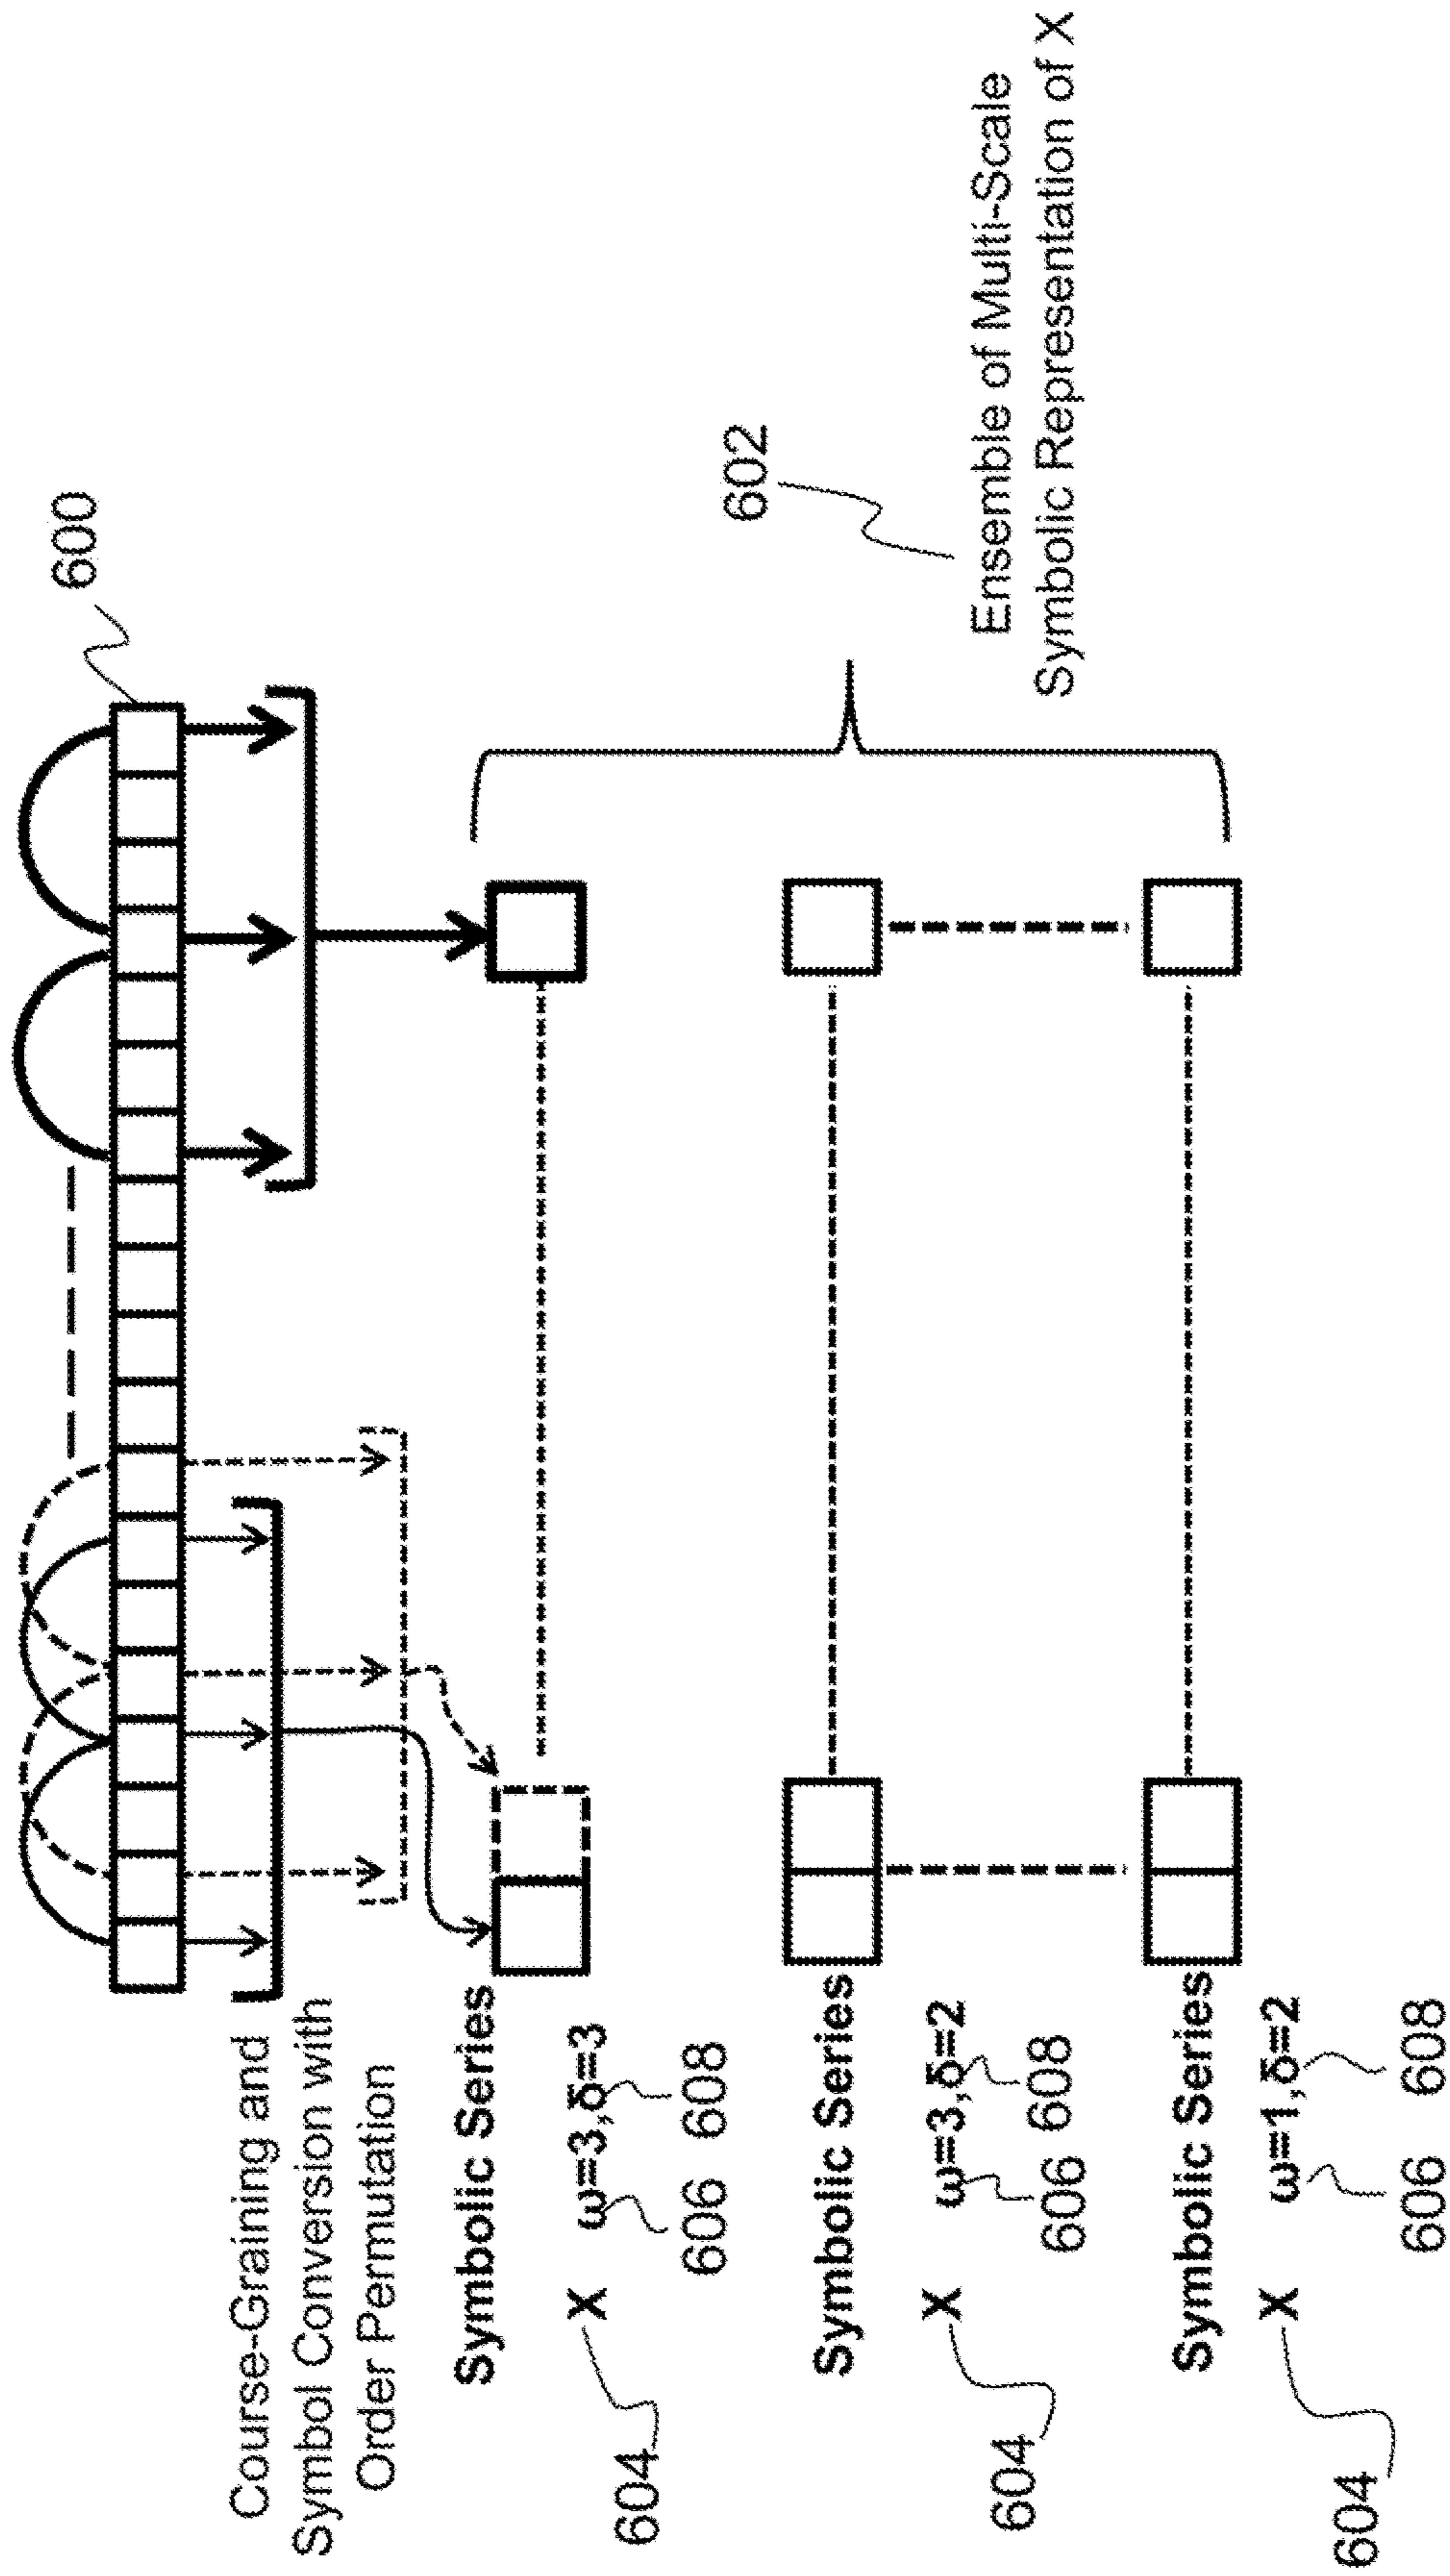 600
Course-Graining and
Symbol Conversion with
Order Permutation
Symbolic Series
X ω=3,δ=3
604
606
608
602
Ensemble of Multi-Scale
Symbolic Representation of X
Symbolic Series
X ω=3,δ=2
604
606
608
Symbolic Series
X ω=1,δ=2
604
606
608